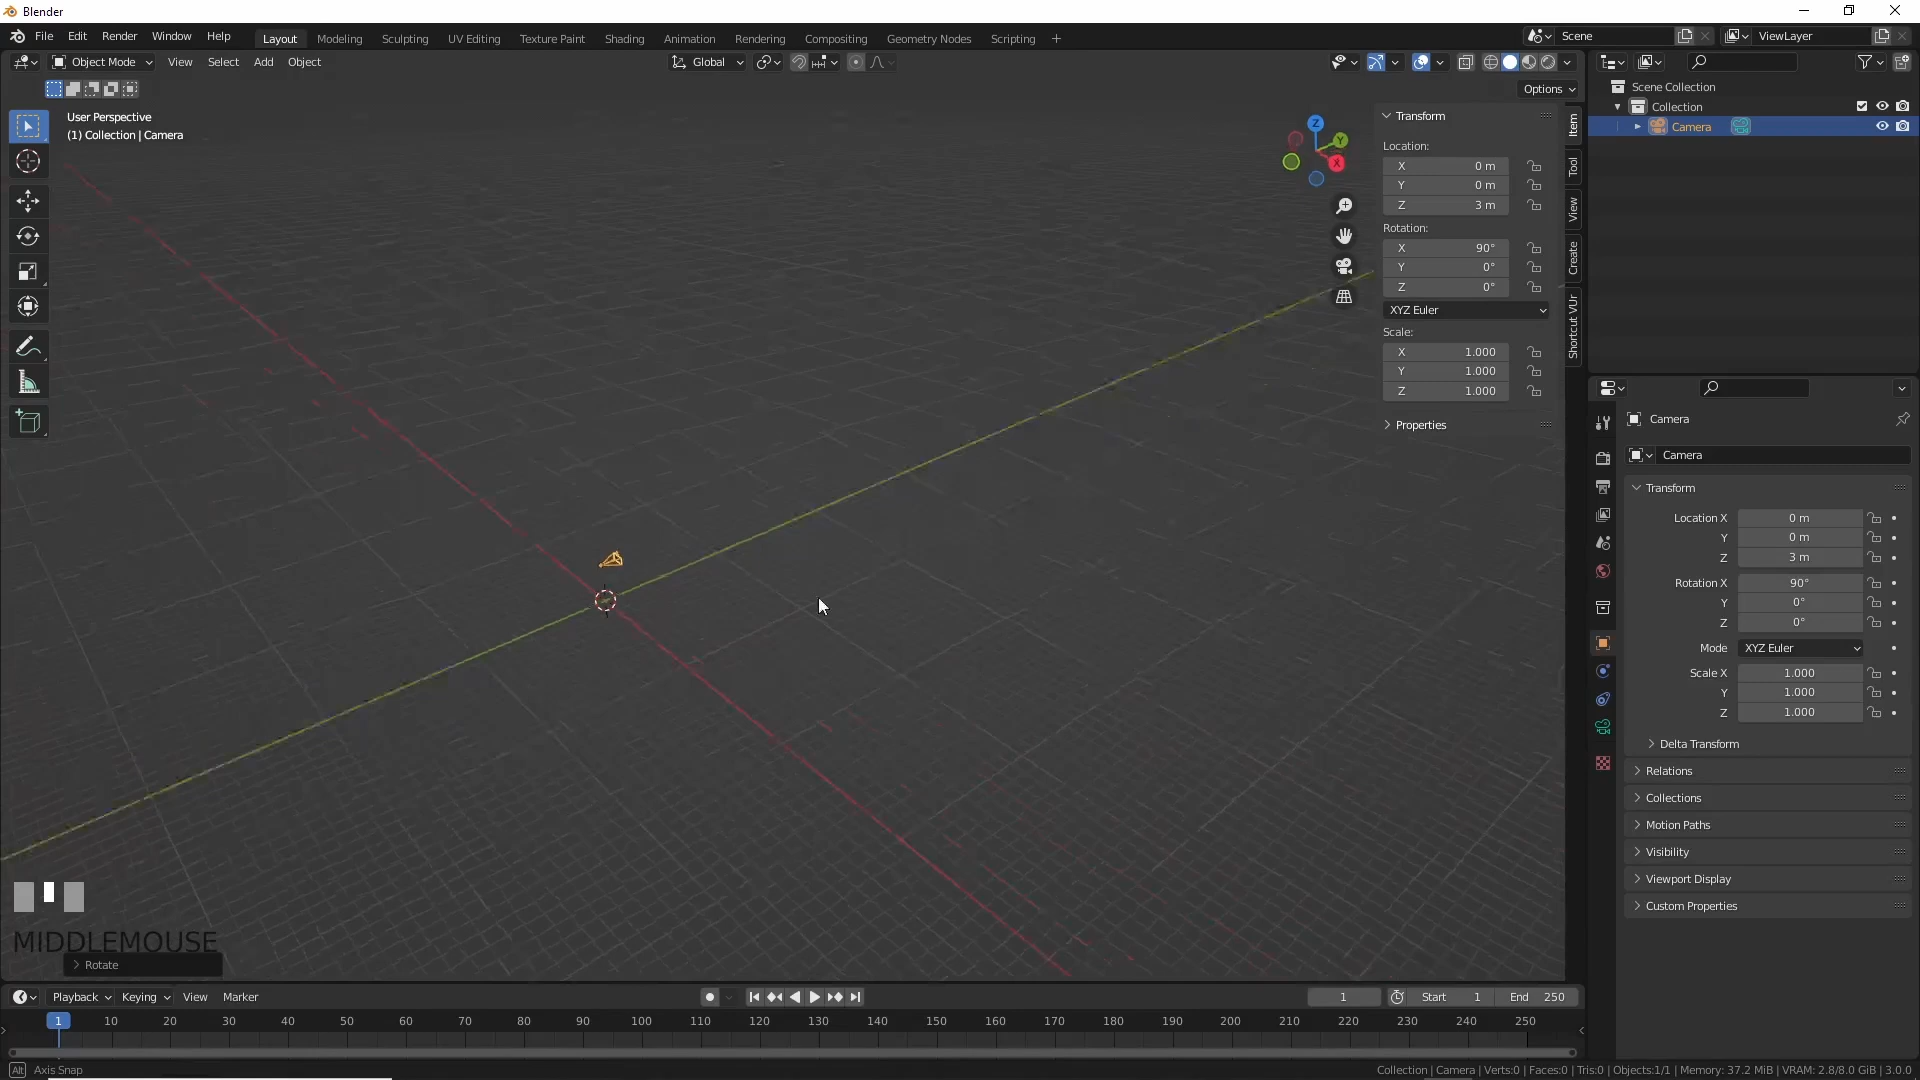 Blender
File Edit Render Window Help
Layout Modeling Sculpting UV Editing Texture Paint Shading Animation Rendering Compositing Geometry Nodes Scripting +
Scene
ViewLayer
Object Mode View Select Add Object
Global
Options
User Perspective
(1) Collection | Camera
Z
Y
X
Transform
Location:
X 0 m
Y 0 m
Z 3 m
Rotation:
X 90°
Y 0°
Z 0°
XYZ Euler
Scale:
X 1.000
Y 1.000
Z 1.000
Properties
Item
Tool
View
Create
Shortcut VUr
Scene Collection
Collection
Camera
Camera
Camera
Transform
Location X 0 m
Y 0 m
Z 3 m
Rotation X 90°
Y 0°
Z 0°
Mode XYZ Euler
Scale X 1.000
Y 1.000
Z 1.000
Delta Transform
Relations
Collections
Motion Paths
Visibility
Viewport Display
Custom Properties
MIDDLEMOUSE
Rotate
Playback Keying View Marker
1 Start 1 End 250
1 10 20 30 40 50 60 70 80 90 100 110 120 130 140 150 160 170 180 190 200 210 220 230 240 250
Alt Axis Snap
Collection | Camera | Verts:0 | Faces:0 | Tris:0 | Objects:1/1 | Memory: 37.2 MiB | VRAM: 2.8/8.0 GiB | 3.0.0